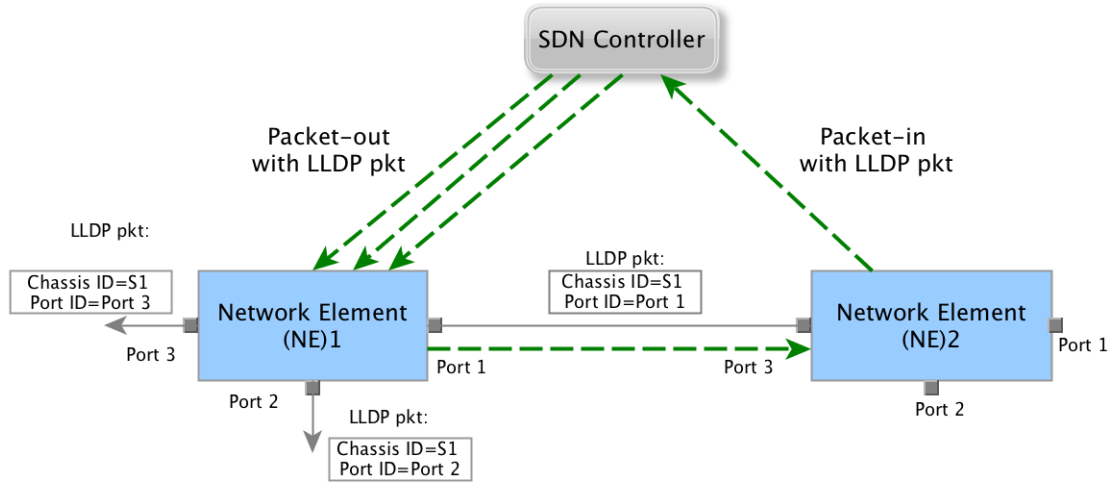 SDN Controller
Packet-out
with LLDP pkt
Packet-in
with LLDP pkt
LLDP pkt:
Chassis ID=S1
Port ID=Port 3
LLDP pkt:
Chassis ID=S1
Port ID=Port 1
Network Element
(NE)1
Network Element
(NE)2
Port 3
Port 1
Port 3
Port 1
Port 2
Port 2
LLDP pkt:
Chassis ID=S1
Port ID=Port 2